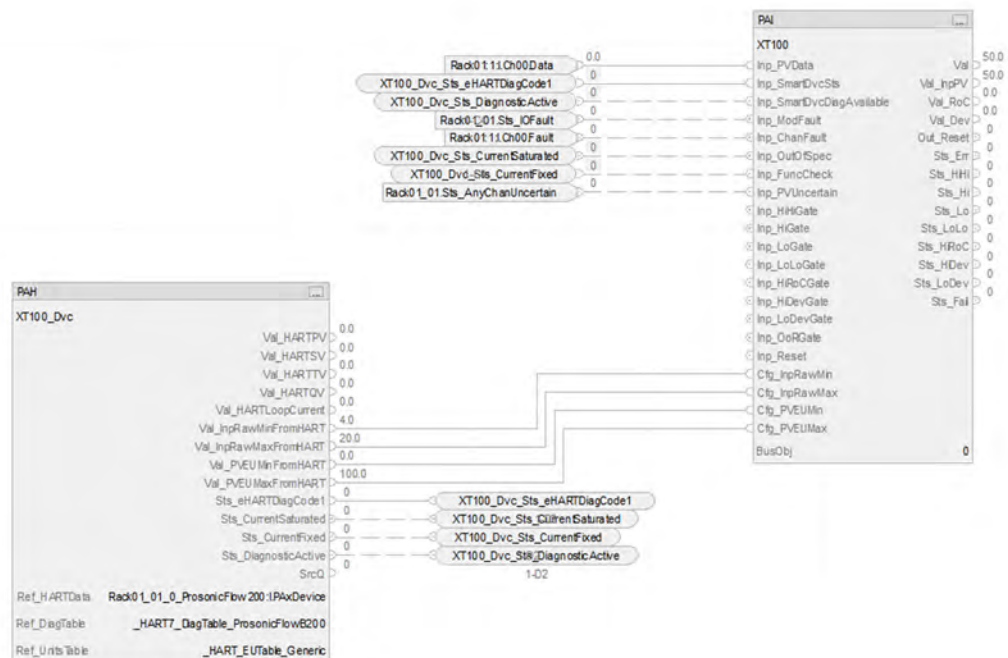 PAI
...
XT100
Rack01:1:I.Ch00Data
0.0
Inp_PVData
Val
50.0
XT100_Dvc_Sts_eHARTDiagCode1
0
Inp_SmartDvcSts
Val_InpPV
50.0
XT100_Dvc_Sts_DiagnosticActive
0
Inp_SmartDvcDiagAvailable
Val_RoC
0.0
Rack01_01.Sts_IOFault
0
Inp_ModFault
Val_Dev
0.0
Rack01:1:I.Ch00Fault
0
Inp_ChanFault
Out_Reset
0
XT100_Dvc_Sts_CurrentSaturated
0
Inp_OutOfSpec
Sts_Err
0
XT100_Dvc_Sts_CurrentFixed
0
Inp_FuncCheck
Sts_HiHi
0
Rack01_01.Sts_AnyChanUncertain
0
Inp_PVUncertain
Sts_Hi
0
Inp_HiHiGate
Sts_Lo
0
Inp_HiGate
Sts_LoLo
0
Inp_LoGate
Sts_HiRoC
0
Inp_LoLoGate
Sts_HiDev
0
Inp_HiRoCGate
Sts_LoDev
0
Inp_HiDevGate
Sts_Fail
0
Inp_LoDevGate
Inp_OoRGate
Inp_Reset
Cfg_InpRawMin
Cfg_InpRawMax
Cfg_PVEUMin
Cfg_PVEUMax
BusObj
0
PAH
...
XT100_Dvc
Val_HARTPV
0.0
Val_HARTSV
0.0
Val_HARTTV
0.0
Val_HARTQV
0.0
Val_HARTLoopCurrent
0.0
Val_InpRawMinFromHART
4.0
Val_InpRawMaxFromHART
20.0
Val_PVEUMinFromHART
0.0
Val_PVEUMaxFromHART
100.0
Sts_eHARTDiagCode1
0
XT100_Dvc_Sts_eHARTDiagCode1
Sts_CurrentSaturated
0
XT100_Dvc_Sts_CurrentSaturated
Sts_CurrentFixed
0
XT100_Dvc_Sts_CurrentFixed
Sts_DiagnosticActive
0
XT100_Dvc_Sts_DiagnosticActive
SrcQ
0
1-D2
Ref_HARTData
Rack01_01_0_ProsonicFlow200:I.PAxDevice
Ref_DiagTable
_HART7_DiagTable_ProsonicFlowB200
Ref_UnitsTable
_HART_EUTable_Generic